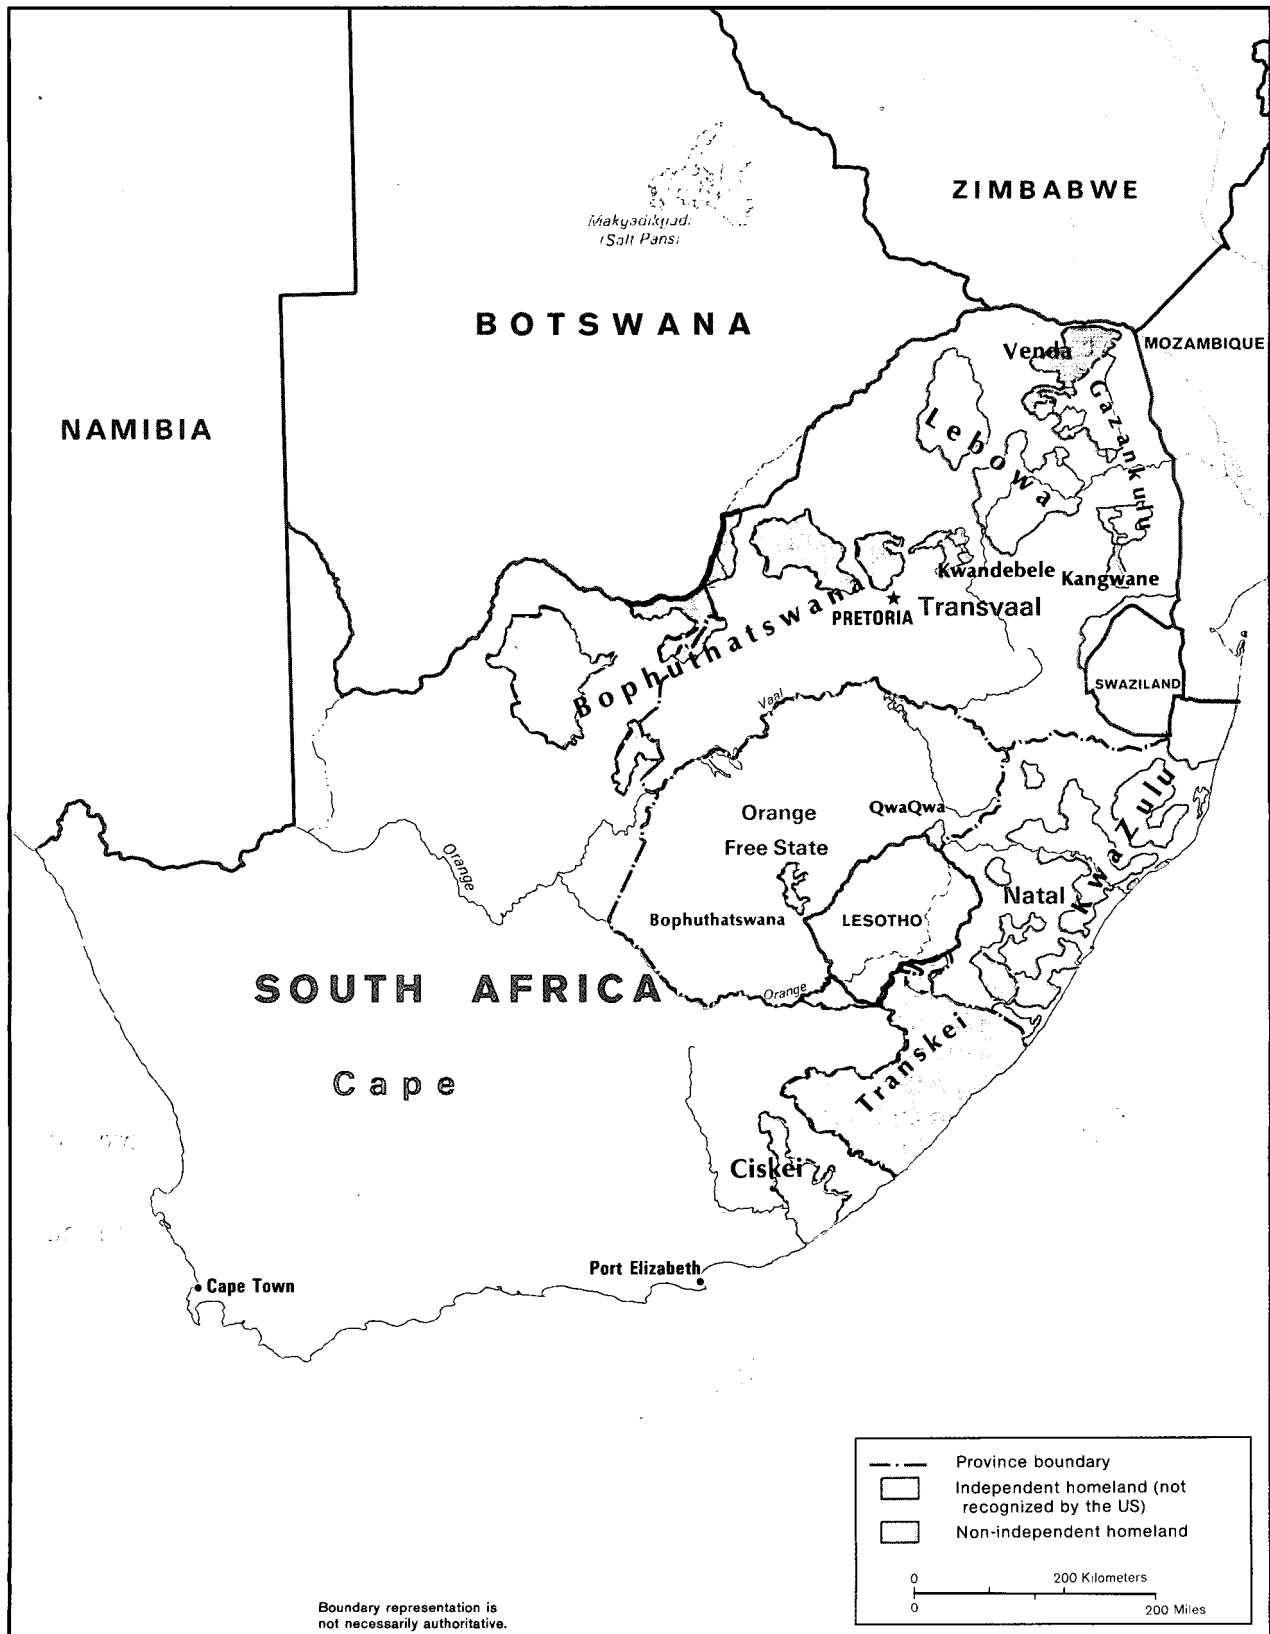 ZIMBABWE
(Salt Pans)
BOTSWANA
Venda
MOZAMBIQUE
Gazankulu
NAMIBIA
Lebowa
Kwandebele
Kangwane
Bophuthatswana
PRETORIA
Transvaal
SWAZILAND
Vaal
KwaZulu
Orange
Free State
QwaQwa
Orange
Natal
Bophuthatswana
LESOTHO
SOUTH AFRICA
Orange
Transkei
Cape
Ciskei
Port Elizabeth
Cape Town
Province boundary
Independent homeland (not
recognized by the US)
Non-independent homeland
0 200 Kilometers
0 200 Miles
Boundary representation is
not necessarily authoritative.